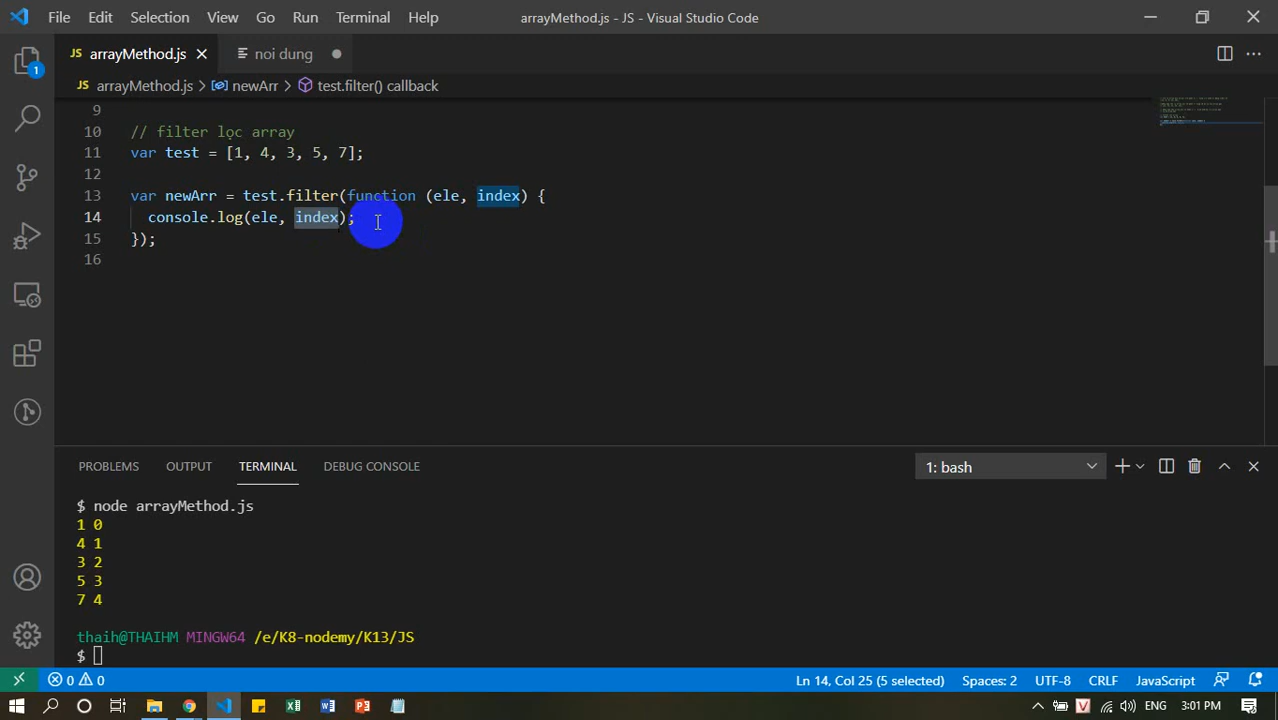 File Edit Selection View Go Run Terminal Help arrayMethod.js - JS - Visual Studio Code
JS arrayMethod.js noi dung
JS arrayMethod.js > newArr > test.filter() callback
9
10 // filter lọc array
11 var test = [1, 4, 3, 5, 7];
12
13 var newArr = test.filter(function (ele, index) {
14 console.log(ele, index);
15 });
16
1
PROBLEMS OUTPUT TERMINAL DEBUG CONSOLE 1: bash
$ node arrayMethod.js
1 0
4 1
3 2
5 3
7 4
thaih@THAIHM MINGW64 /e/K8-nodemy/K13/JS
$
0 0 Ln 14, Col 25 (5 selected) Spaces: 2 UTF-8 CRLF JavaScript
ENG 3:01 PM